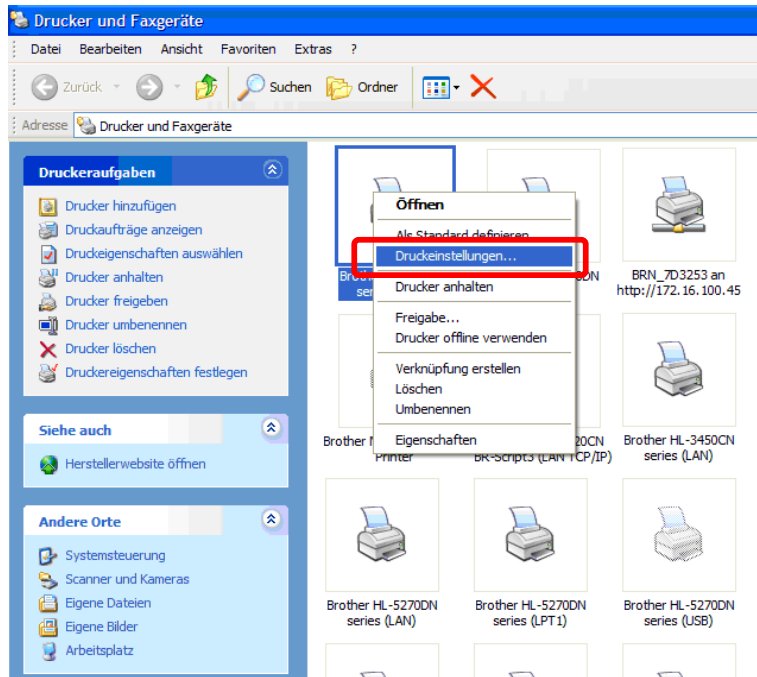 Drucker und Faxgeräte
Datei Bearbeiten Ansicht Favoriten Extras ?
Zurück Suchen Ordner
Adresse Drucker und Faxgeräte
Druckeraufgaben
Drucker hinzufügen
Druckaufträge anzeigen
Druckeigenschaften auswählen
Drucker anhalten
Drucker freigeben
Drucker umbenennen
Drucker löschen
Druckereigenschaften festlegen
Siehe auch
Herstellerwebsite öffnen
Andere Orte
Systemsteuerung
Scanner und Kameras
Eigene Dateien
Eigene Bilder
Arbeitsplatz
Öffnen
Als Standard definieren
Druckeinstellungen...
Drucker anhalten
Freigabe...
Drucker offline verwenden
Verknüpfung erstellen
Löschen
Umbenennen
Eigenschaften
BRN_7D3253 an
http://172.16.100.45
Brother
Printer
BR-Script3 (LAN TCP/IP)
Brother HL-3450CN
series (LAN)
Brother HL-5270DN
series (LAN)
Brother HL-5270DN
series (LPT1)
Brother HL-5270DN
series (USB)